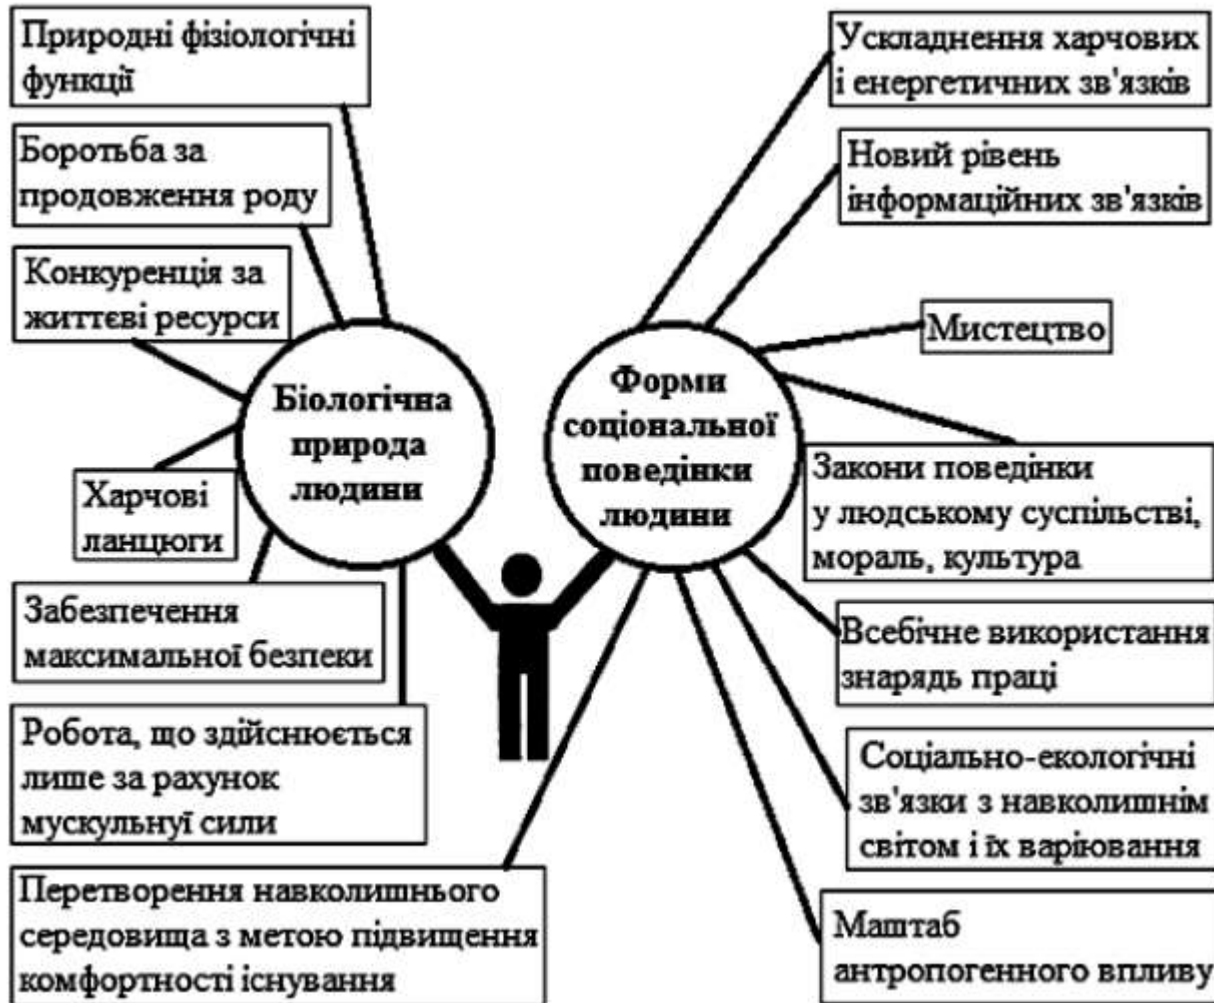 Природні фізіологічні
функції
Боротьба за
продовження роду
Конкуренція за
життєві ресурси
Біологічна
природа
людини
Харчові
ланцюги
Забезпечення
максимальної безпеки
Робота, що здійснюється
лише за рахунок
мускульнуї сили
Перетворення навколишнього
середовища з метою підвищення
комфортності існування
Ускладнення харчових
і енергетичних зв'язків
Новий рівень
інформаційних зв'язків
Мистецтво
Форми
соціональної
поведінки
людини
Закони поведінки
у людському суспільстві,
мораль, культура
Всебічне використання
знарядь праці
Соціально-екологічні
зв'язки з навколишнім
світом і їх варіювання
Маштаб
антропогенного впливу